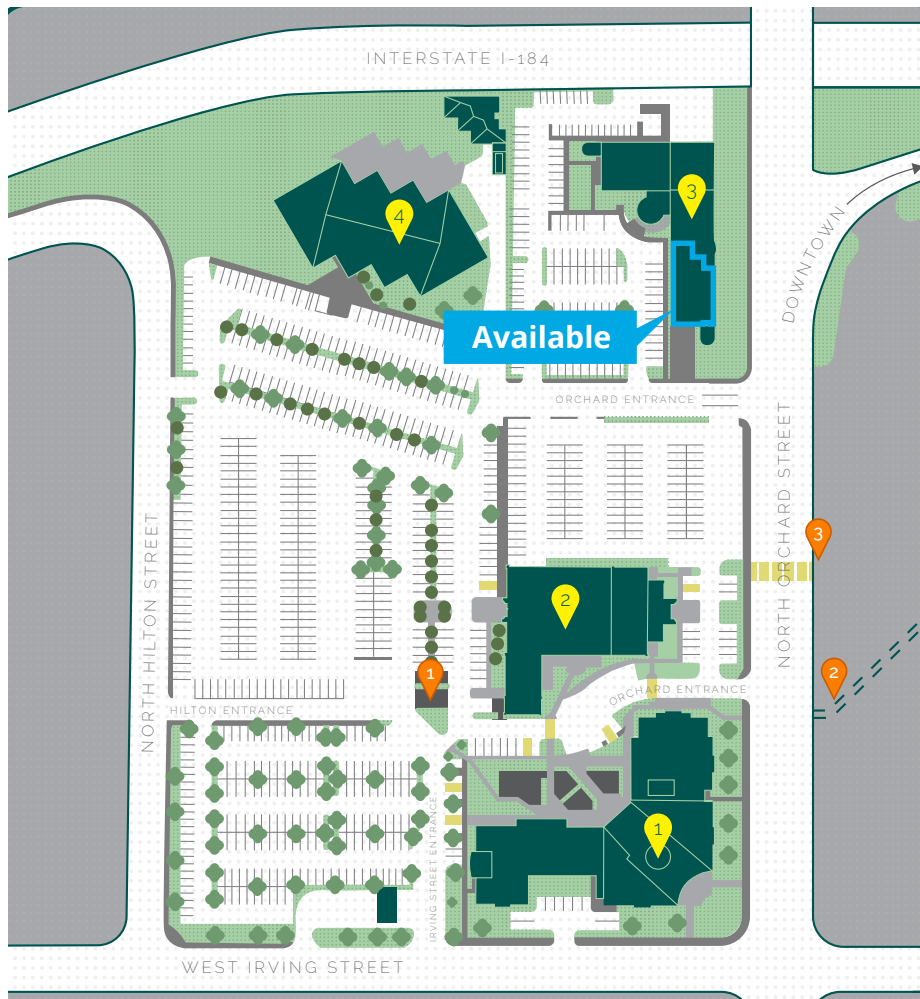 INTERSTATE I-184
4
3
DOWNTOWN
Available
ORCHARD ENTRANCE
NORTH HILTON STREET
NORTH ORCHARD STREET
3
2
1
2
ORCHARD ENTRANCE
HILTON ENTRANCE
IRVING STREET ENTRANCE
1
WEST IRVING STREET